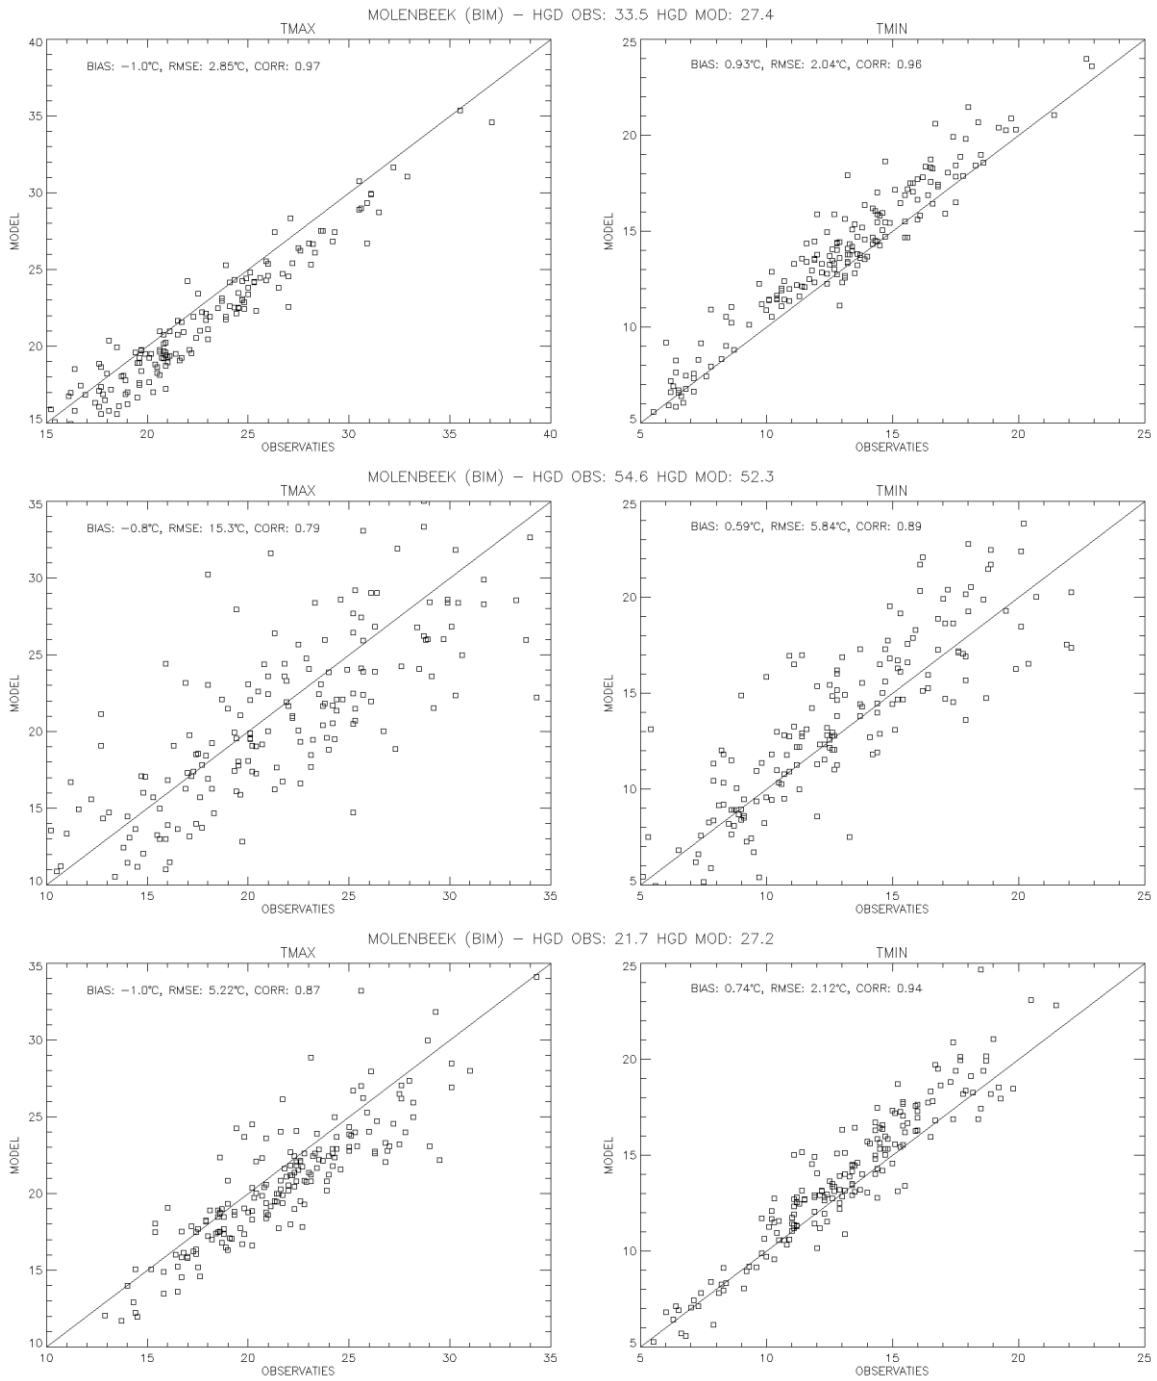 MOLENBEEK (BIM) – HGD OBS: 33.5 HGD MOD: 27.4
TMAX
TMIN
BIAS: −1.0°C, RMSE: 2.85°C, CORR: 0.97
BIAS: 0.93°C, RMSE: 2.04°C, CORR: 0.96
40
35
30
25
20
15
MODEL
15 20 25 30 35 40
OBSERVATIES
25
20
15
10
5
MODEL
5 10 15 20 25
OBSERVATIES
MOLENBEEK (BIM) – HGD OBS: 54.6 HGD MOD: 52.3
TMAX
TMIN
BIAS: −0.8°C, RMSE: 15.3°C, CORR: 0.79
BIAS: 0.59°C, RMSE: 5.84°C, CORR: 0.89
35
30
25
20
15
10
MODEL
10 15 20 25 30 35
OBSERVATIES
25
20
15
10
5
MODEL
5 10 15 20 25
OBSERVATIES
MOLENBEEK (BIM) – HGD OBS: 21.7 HGD MOD: 27.2
TMAX
TMIN
BIAS: −1.0°C, RMSE: 5.22°C, CORR: 0.87
BIAS: 0.74°C, RMSE: 2.12°C, CORR: 0.94
35
30
25
20
15
10
MODEL
10 15 20 25 30 35
OBSERVATIES
25
20
15
10
5
MODEL
5 10 15 20 25
OBSERVATIES